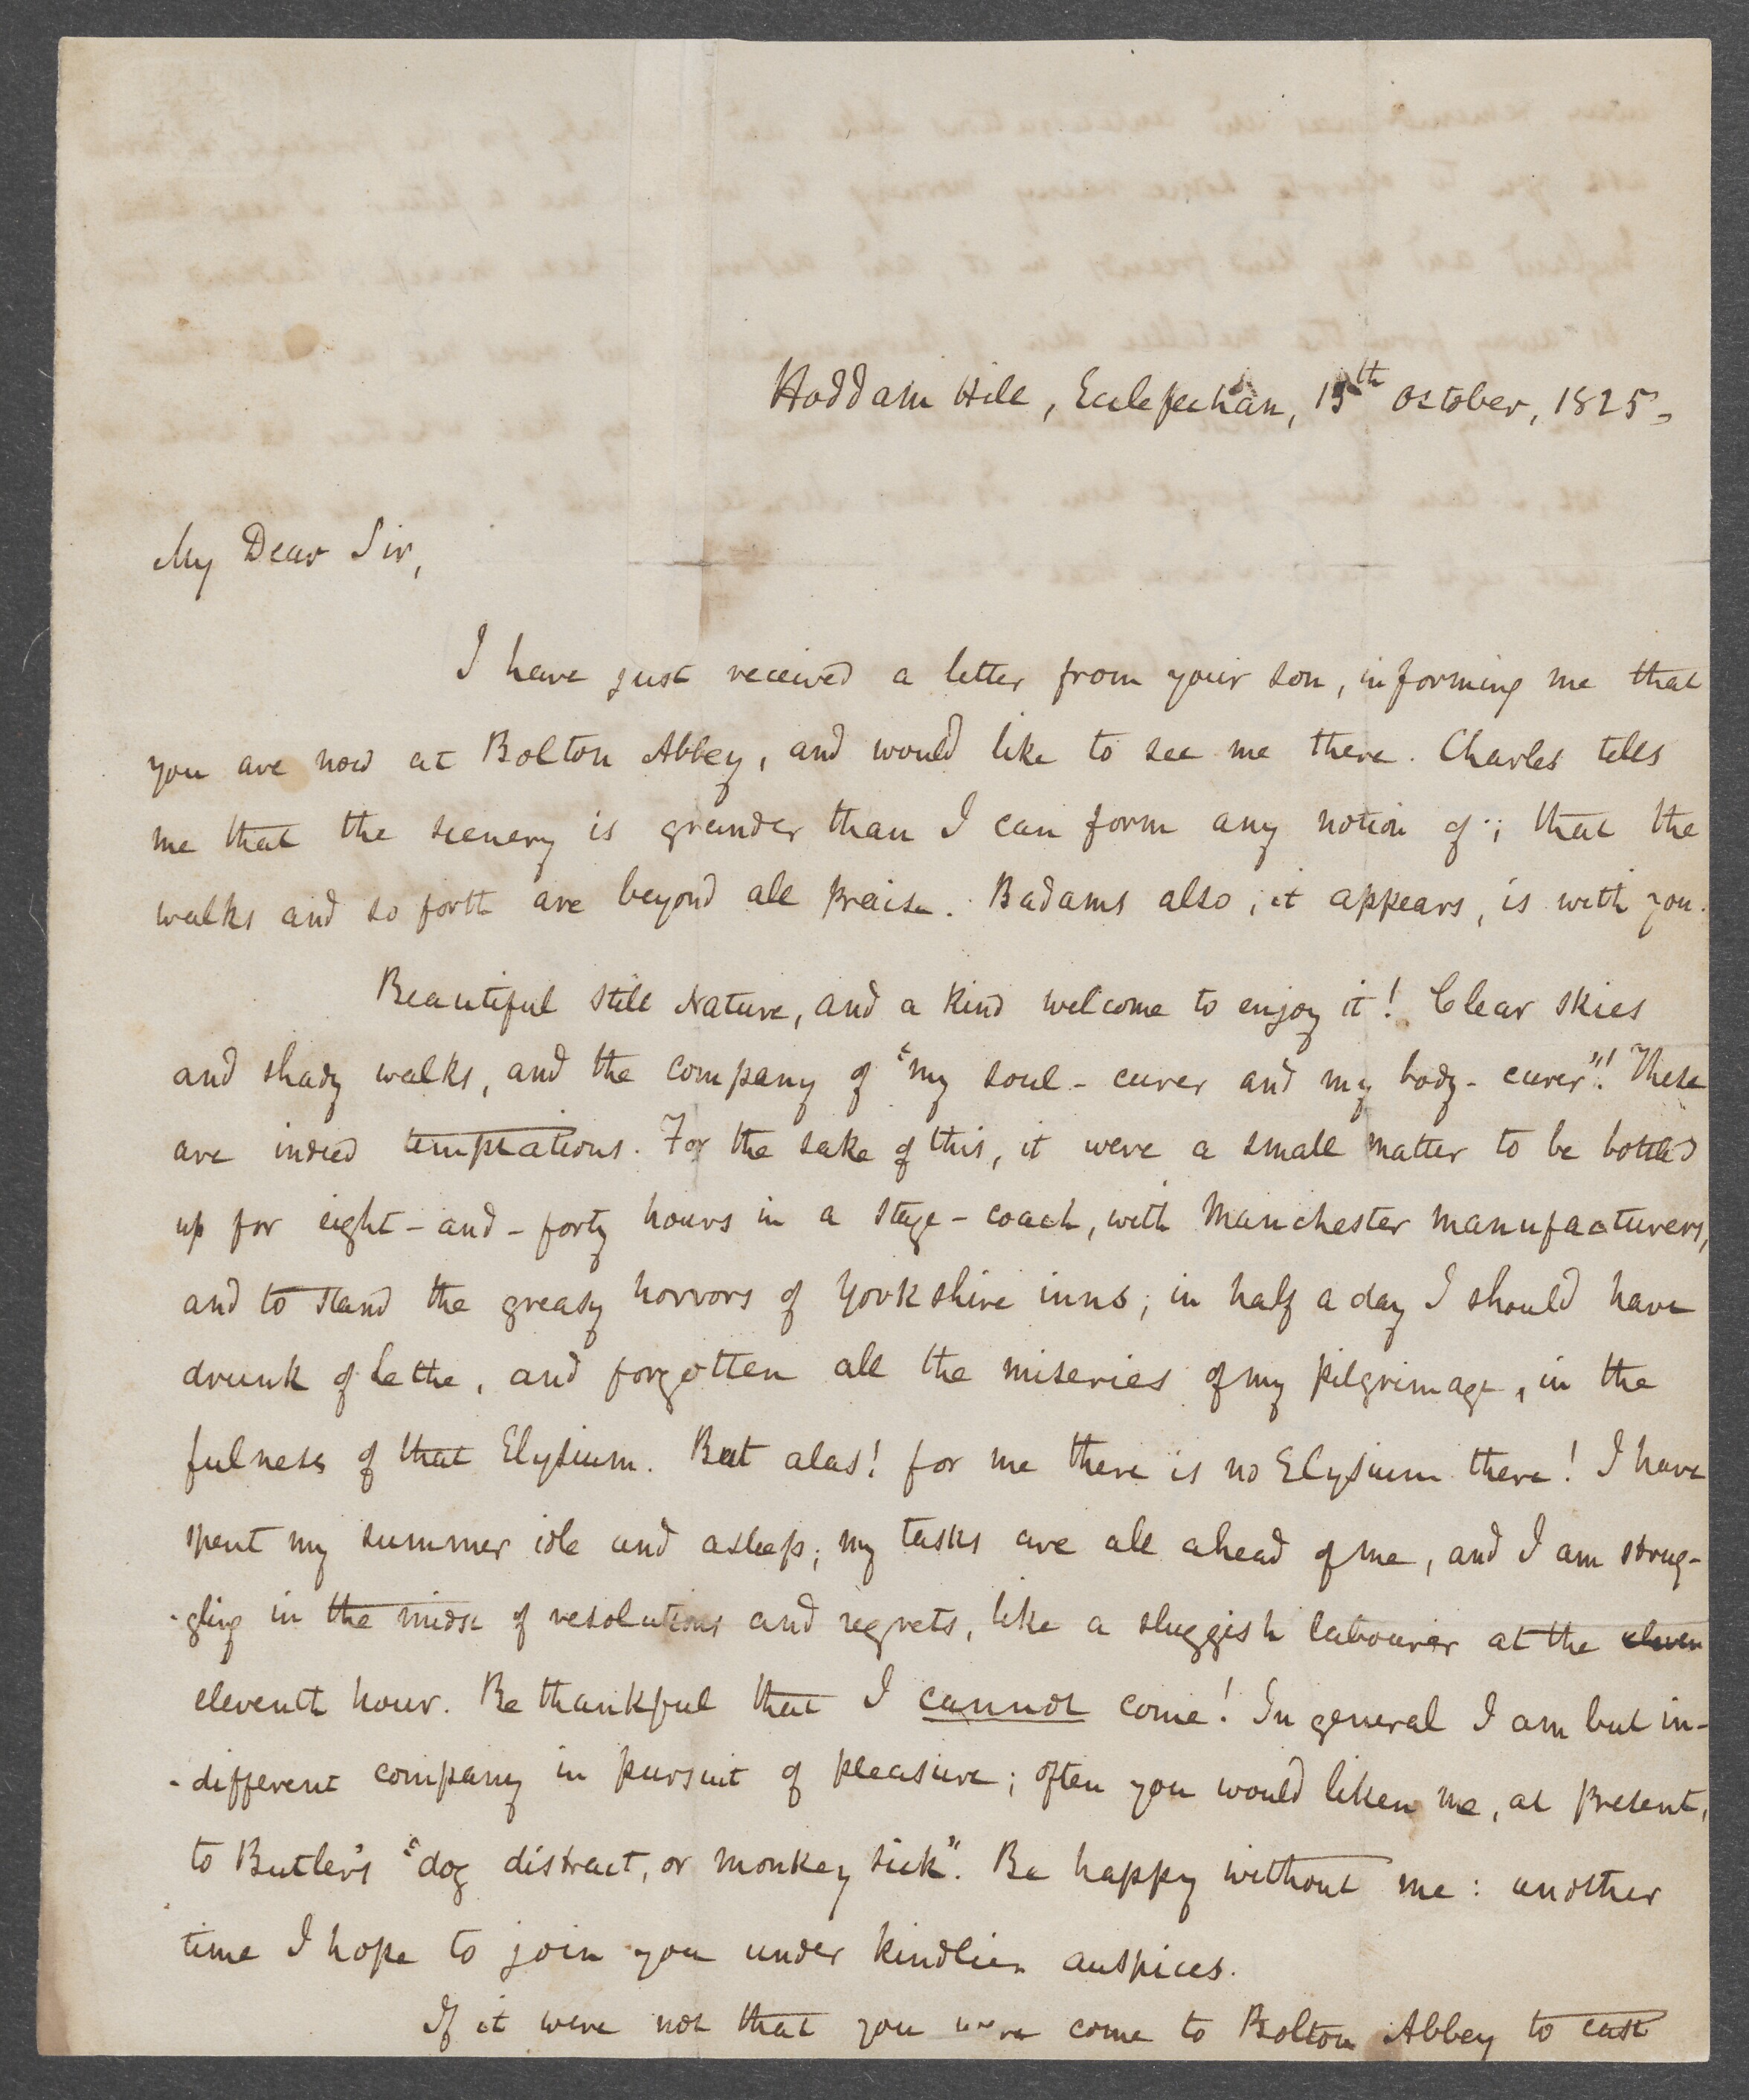 Hoddam Hill, Ecclefechan, 15th October, 1825.
My Dear Sir,
I have just received a letter from your son, informing me that
you are now at Bolton Abbey, and would like to see me there. Charles tells
me that the scenery is grander than I can form any notion of; that the
walks and so forth are beyond all praise. Badams also, it appears, is with you.
Beautiful still Nature, and a kind welcome to enjoy it! Clear skies
and shady walks, and the company of "my soul-curer and my body-curer"! These
are indeed temptations. For the sake of this, it were a small matter to be bottled
up for eight-and-forty hours in a stage-coach, with Manchester manufacturers,
and to stand the greasy horrors of Yorkshire inns; in half a day I should have
drunk of Lethe, and forgotten all the miseries of my pilgrimage, in the
fulness of that Elysium. But alas! for me there is no Elysium there! I have
spent my summer idle and asleep; my tasks are all ahead of me, and I am strug-
-gling in the midst of resolutions and regrets, like a sluggish labourer at the eleven
eleventh hour. Be thankful that I cannot come! In general I am but in-
-different company in pursuit of pleasure; often you would liken me, at present,
to Butler's "dog distract, or monkey sick". Be happy without me: another
time I hope to join you under kindlier auspices.
If it were not that you were come to Bolton Abbey to cast